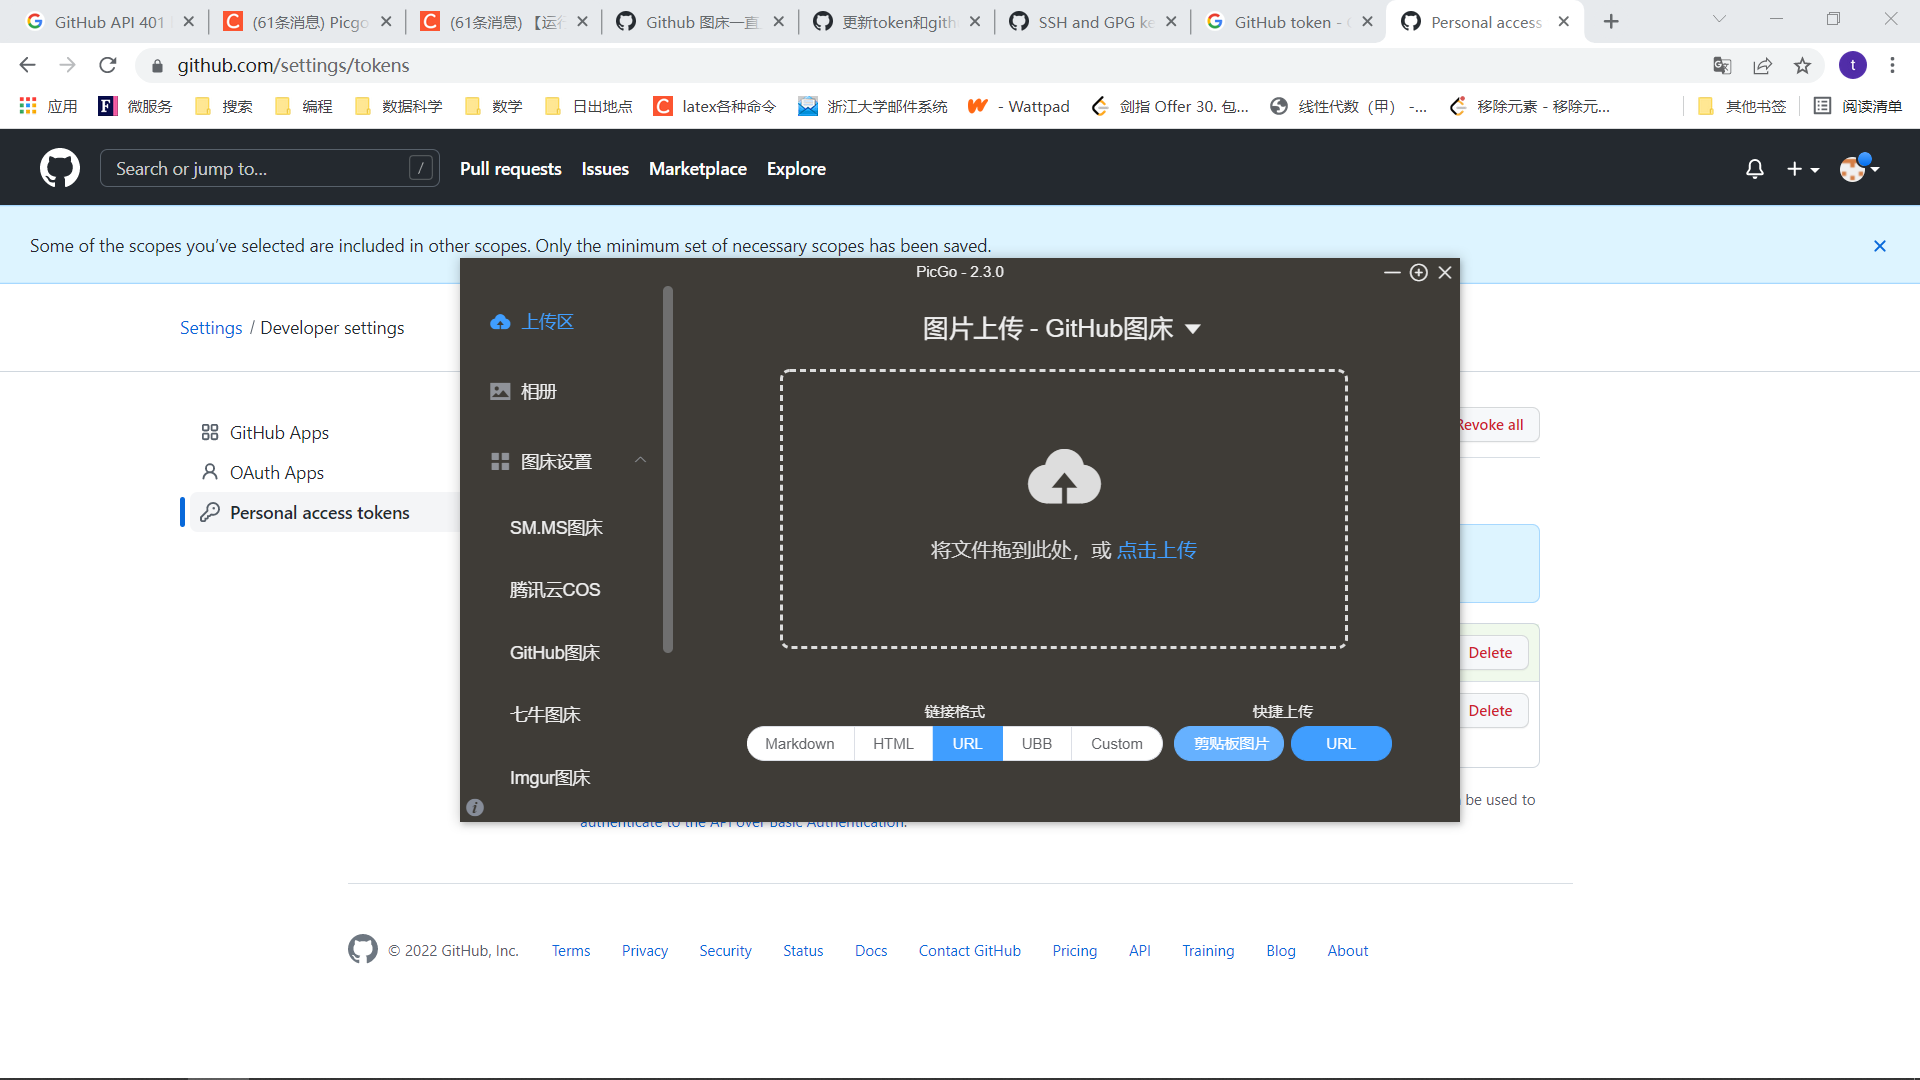 GitHub API 401
(61条消息) Picgo
(61条消息) 【运行
Github 图床一直
更新token和gith
SSH and GPG ke
GitHub token -
Personal access
github.com/settings/tokens
t
应用
微服务
搜索
编程
数据科学
数学
日出地点
latex各种命令
浙江大学邮件系统
- Wattpad
剑指 Offer 30. 包...
线性代数（甲） -...
移除元素 - 移除元...
其他书签
阅读清单
Search or jump to...
/
Pull requests
Issues
Marketplace
Explore
Some of the scopes you’ve selected are included in other scopes. Only the minimum set of necessary scopes has been saved.
PicGo - 2.3.0
Settings / Developer settings
GitHub Apps
OAuth Apps
Personal access tokens
上传区
相册
图床设置
SM.MS图床
腾讯云COS
GitHub图床
七牛图床
Imgur图床
图片上传 - GitHub图床
将文件拖到此处，或 点击上传
链接格式
快捷上传
Markdown
HTML
URL
UBB
Custom
剪贴板图片
URL
Revoke all
Delete
Delete
be used to
authenticate to the API over Basic Authentication.
© 2022 GitHub, Inc.
Terms
Privacy
Security
Status
Docs
Contact GitHub
Pricing
API
Training
Blog
About